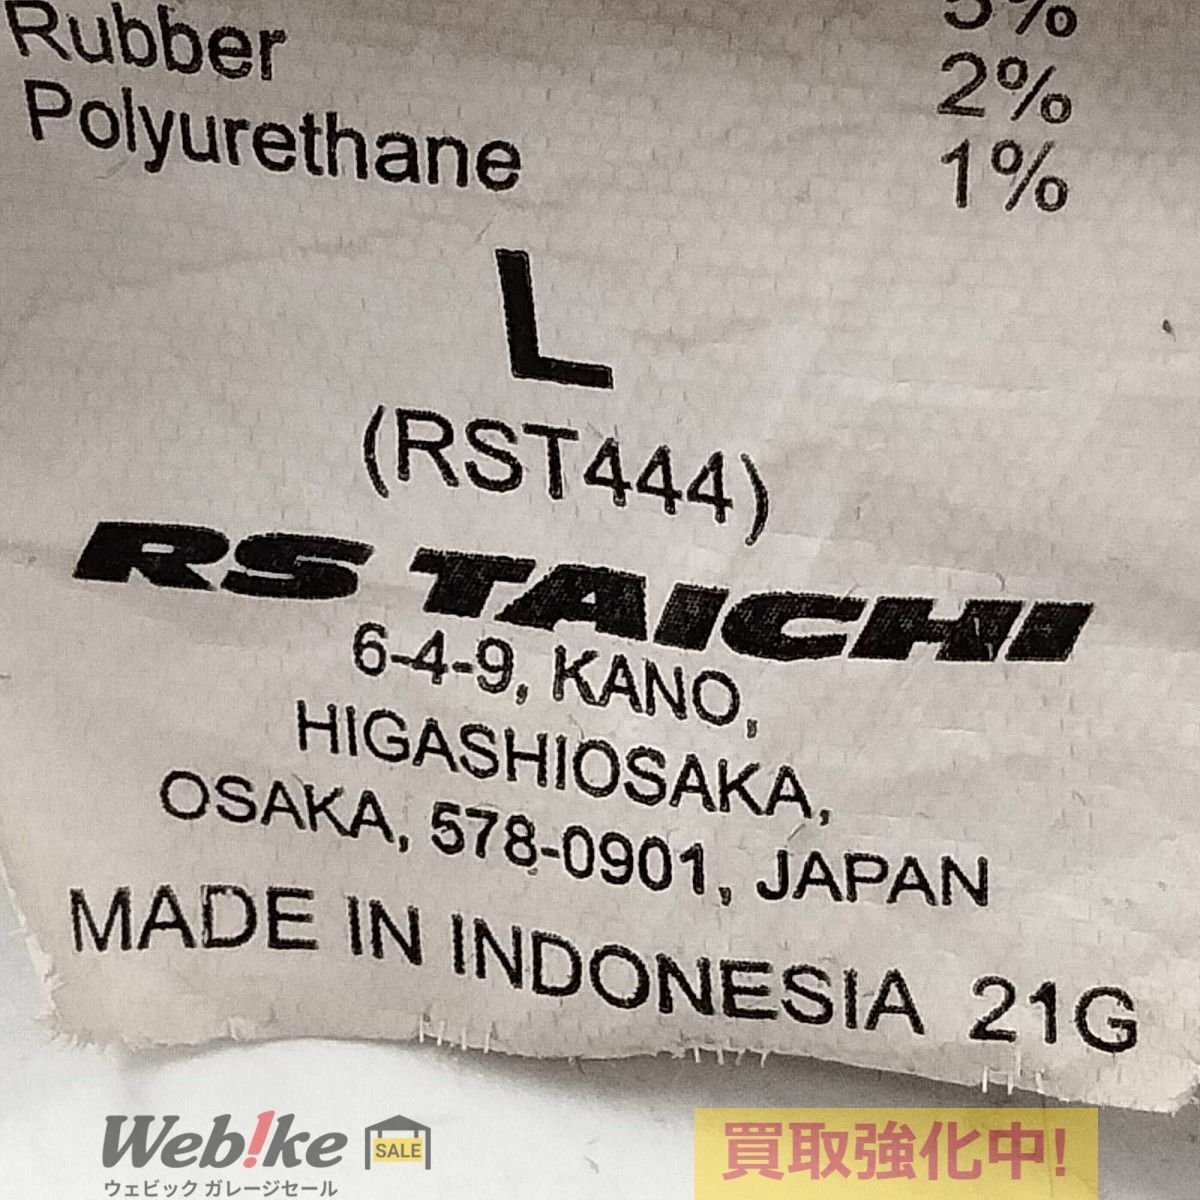 Rubber 2%
Polyurethane 1%
L
(RST444)
RS TAICHI
6-4-9, KANO,
HIGASHIOSAKA,
OSAKA, 578-0901, JAPAN
MADE IN INDONESIA 21G
Web!ke SALE
ウェビック ガレージセール
買取強化中!